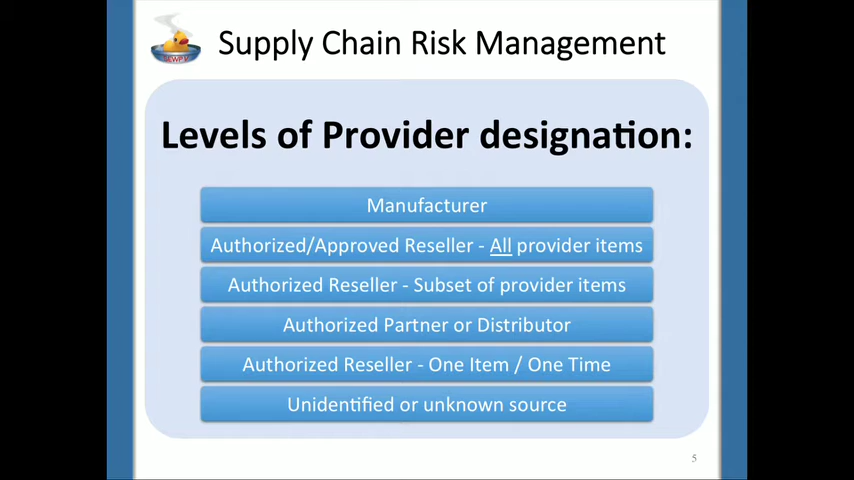 Supply Chain Risk Management
Levels of Provider designation:
Manufacturer
Authorized/Approved Reseller - All provider items
Authorized Reseller - Subset of provider items
Authorized Partner or Distributor
Authorized Reseller - One Item / One Time
Unidentified or unknown source
5